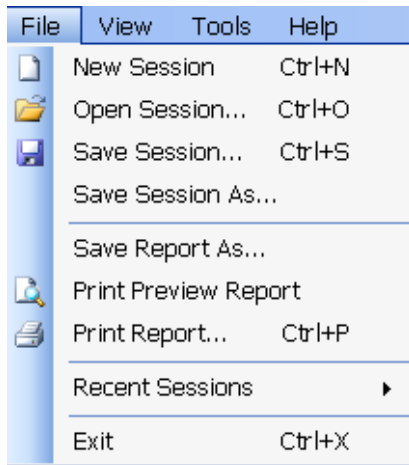 File View Tools Help
New Session Ctrl+N
Open Session... Ctrl+O
Save Session... Ctrl+S
Save Session As...
Save Report As...
Print Preview Report
Print Report... Ctrl+P
Recent Sessions
Exit Ctrl+X